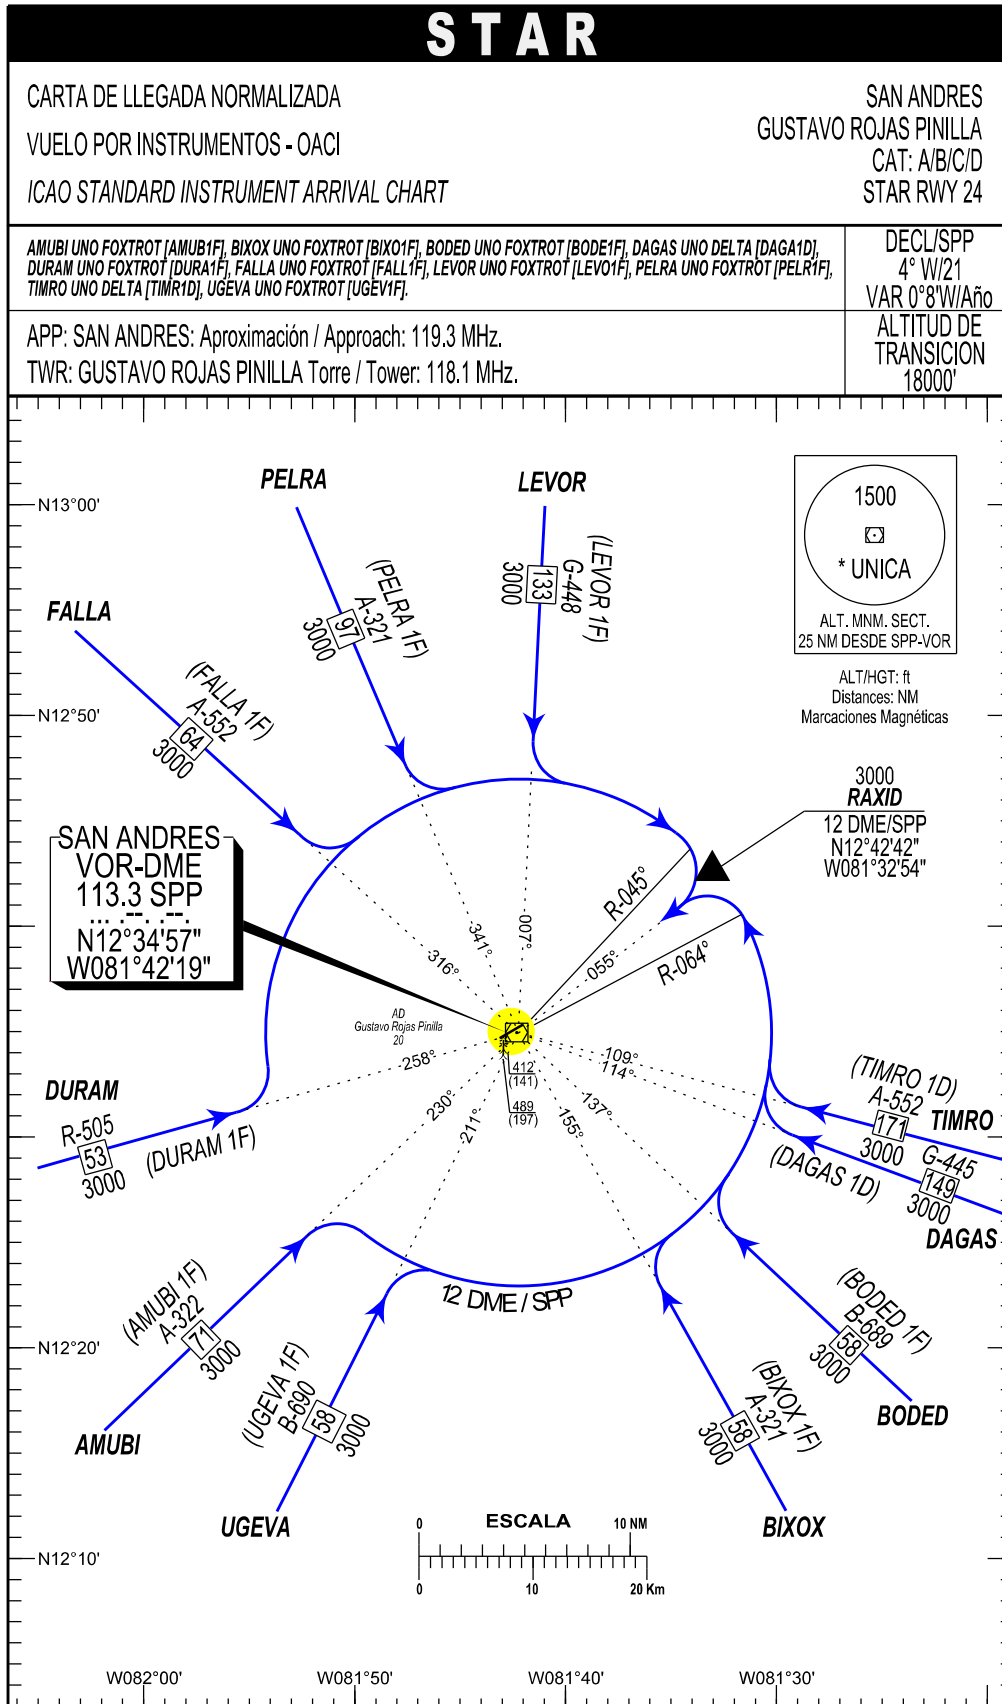 STAR
CARTA DE LLEGADA NORMALIZADA
VUELO POR INSTRUMENTOS - OACI
ICAO STANDARD INSTRUMENT ARRIVAL CHART
SAN ANDRES
GUSTAVO ROJAS PINILLA
CAT: A/B/C/D
STAR RWY 24
AMUBI UNO FOXTROT [AMUB1F], BIXOX UNO FOXTROT [BIXO1F], BODED UNO FOXTROT [BODE1F], DAGAS UNO DELTA [DAGA1D],
DURAM UNO FOXTROT [DURA1F], FALLA UNO FOXTROT [FALL1F], LEVOR UNO FOXTROT [LEVO1F], PELRA UNO FOXTROT [PELR1F],
TIMRO UNO DELTA [TIMR1D], UGEVA UNO FOXTROT [UGEV1F].
DECL/SPP
4° W/21
VAR 0°8'W/Año
APP: SAN ANDRES: Aproximación / Approach: 119.3 MHz.
TWR: GUSTAVO ROJAS PINILLA Torre / Tower: 118.1 MHz.
ALTITUD DE
TRANSICION
18000'
N13°00'
N12°50'
N12°20'
N12°10'
W082°00'
W081°50'
W081°40'
W081°30'
PELRA
(PELRA 1F)
A-321
97
3000
LEVOR
(LEVOR 1F)
G-448
133
3000
1500
* UNICA
ALT. MNM. SECT.
25 NM DESDE SPP-VOR
ALT/HGT: ft
Distances: NM
Marcaciones Magnéticas
FALLA
(FALLA 1F)
A-552
64
3000
3000
RAXID
12 DME/SPP
N12°42'42"
W081°32'54"
SAN ANDRES
VOR-DME
113.3 SPP
... .--. .--.
N12°34'57"
W081°42'19"
R-045°
R-064°
341°
007°
316°
055°
AD
Gustavo Rojas Pinilla
20
258°
230°
211°
412
(141)
489
(197)
109°
114°
137°
155°
DURAM
R-505
53
3000
(DURAM 1F)
(TIMRO 1D)
A-552
171
3000
TIMRO
G-445
149
3000
(DAGAS 1D)
DAGAS
12 DME / SPP
(AMUBI 1F)
A-322
71
3000
AMUBI
(UGEVA 1F)
B-690
58
3000
UGEVA
(BIXOX 1F)
A-321
58
3000
BIXOX
(BODED 1F)
B-689
58
3000
BODED
ESCALA
0
10 NM
0
10
20 Km